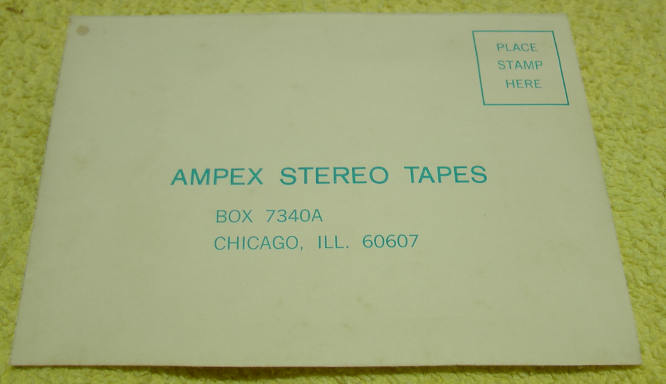 PLACE
STAMP
HERE
AMPEX STEREO TAPES
BOX 7340A
CHICAGO, ILL. 60607